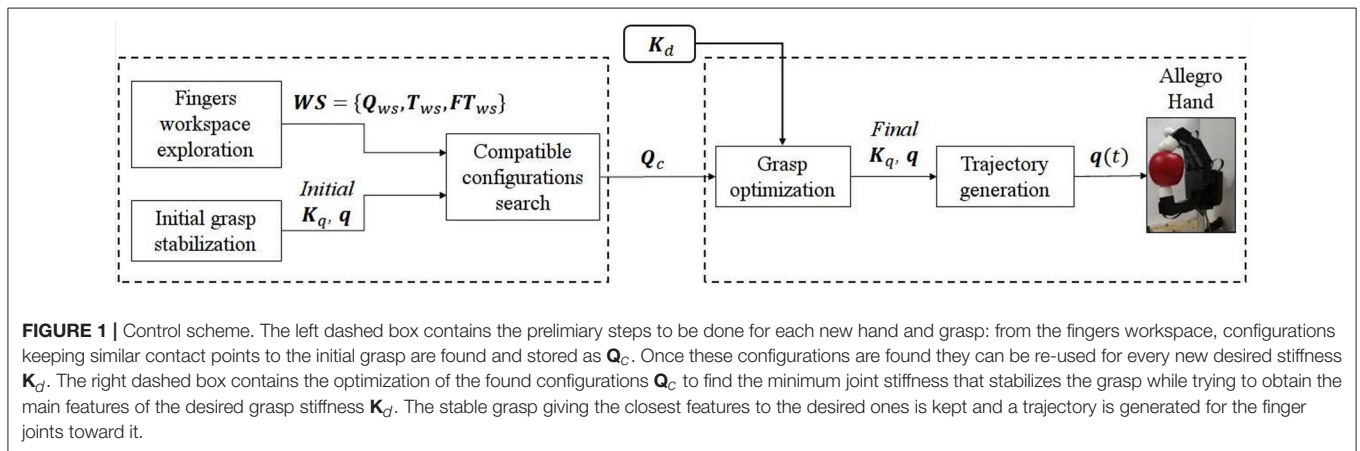 K_d
Allegro
Hand
Fingers
workspace
exploration
WS = {Q_ws, T_ws, FT_ws}
Compatible
configurations
search
Q_c
Grasp
optimization
Final
K_q, q
Trajectory
generation
q(t)
Initial grasp
stabilization
Initial
K_q, q
FIGURE 1 | Control scheme. The left dashed box contains the prelimiary steps to be done for each new hand and grasp: from the fingers workspace, configurations
keeping similar contact points to the initial grasp are found and stored as Q_c. Once these configurations are found they can be re-used for every new desired stiffness
K_d. The right dashed box contains the optimization of the found configurations Q_c to find the minimum joint stiffness that stabilizes the grasp while trying to obtain the
main features of the desired grasp stiffness K_d. The stable grasp giving the closest features to the desired ones is kept and a trajectory is generated for the finger
joints toward it.